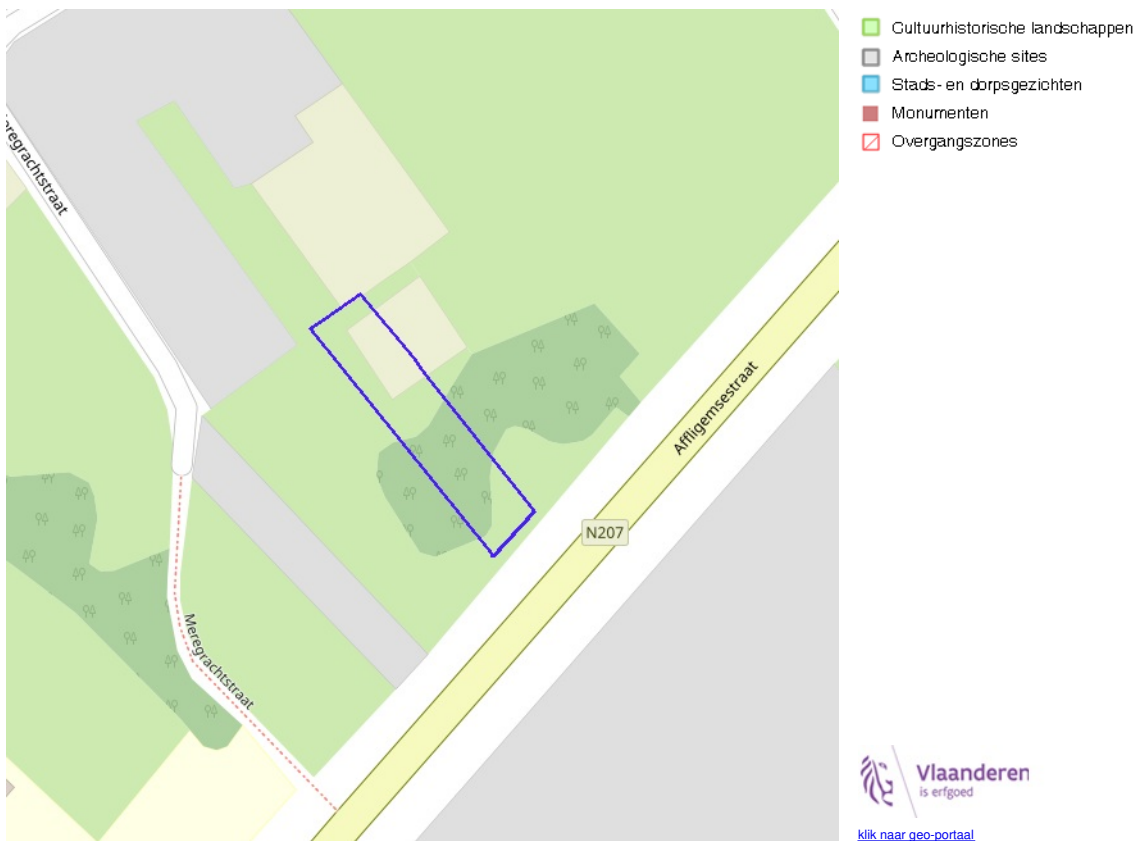 Cultuurhistorische landschappen
Archeologische sites
Stads- en dorpsgezichten
Monumenten
Overgangszones
Meregrachtstraat
Affligemsestraat
N207
Meregrachtstraat
Vlaanderen
is erfgoed
klik naar geo-portaal